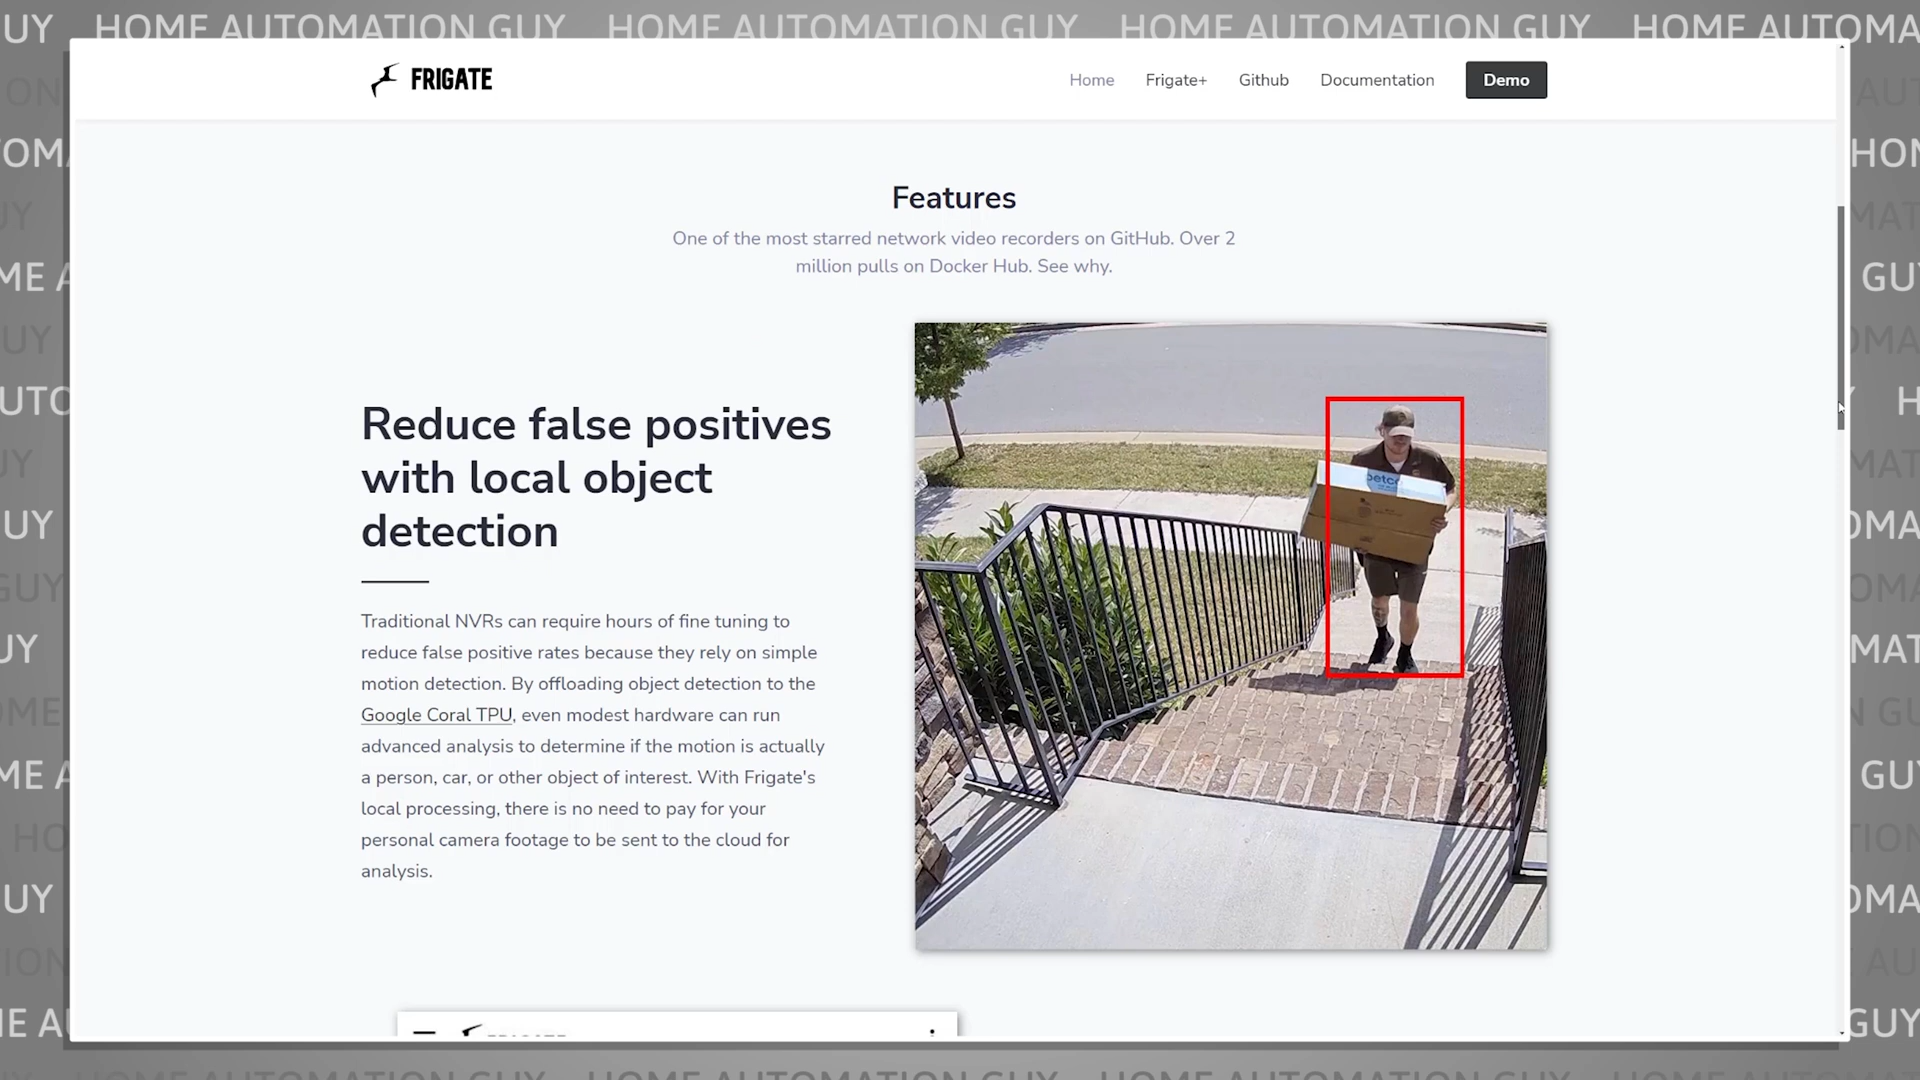 HOME AUTOMATION GUY HOME AUTOMATION GUY HOME AUTOMATION GUY
FRIGATE
Home Frigate+ Github Documentation Demo
Features
One of the most starred network video recorders on GitHub. Over 2
million pulls on Docker Hub. See why.
Reduce false positives
with local object
detection
Traditional NVRs can require hours of fine tuning to
reduce false positive rates because they rely on simple
motion detection. By offloading object detection to the
Google Coral TPU, even modest hardware can run
advanced analysis to determine if the motion is actually
a person, car, or other object of interest. With Frigate's
local processing, there is no need to pay for your
personal camera footage to be sent to the cloud for
analysis.
petco